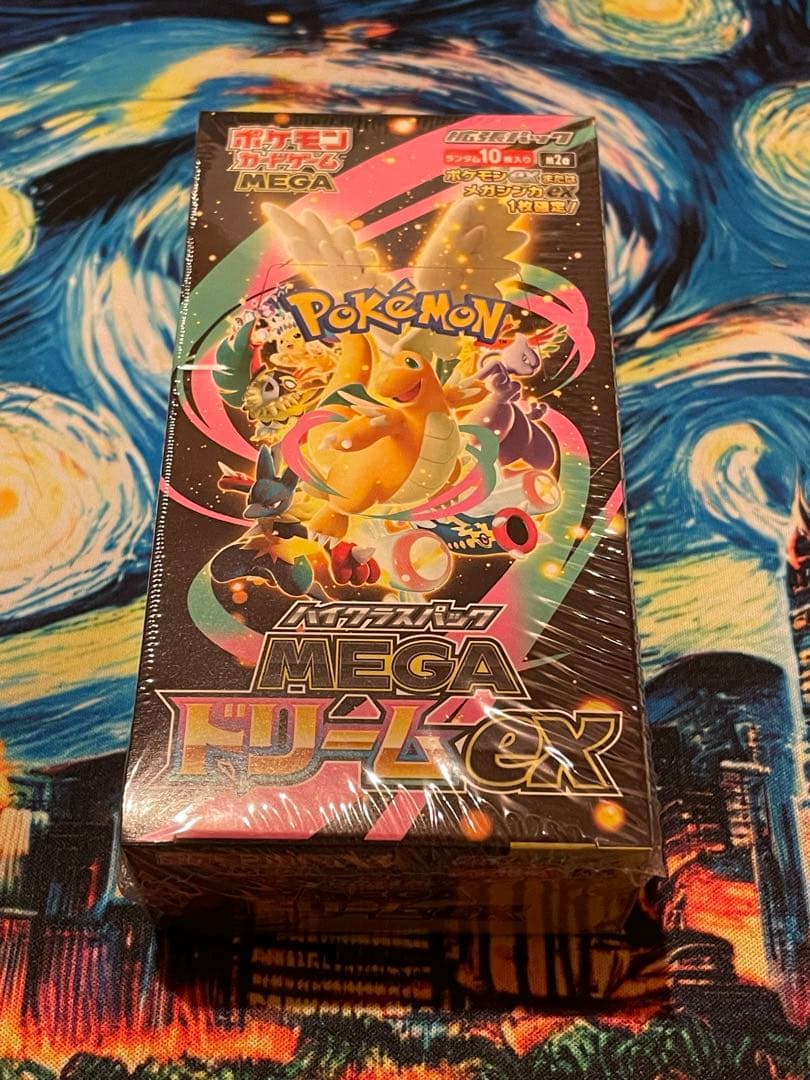 ポケモン
カードゲーム
MEGA
拡張パック
ランダム10枚入り 第2版
ポケモンexまたは
メガシンカex
1枚確定!
POKéMON
ハイクラスパック
MEGA
ドリームex